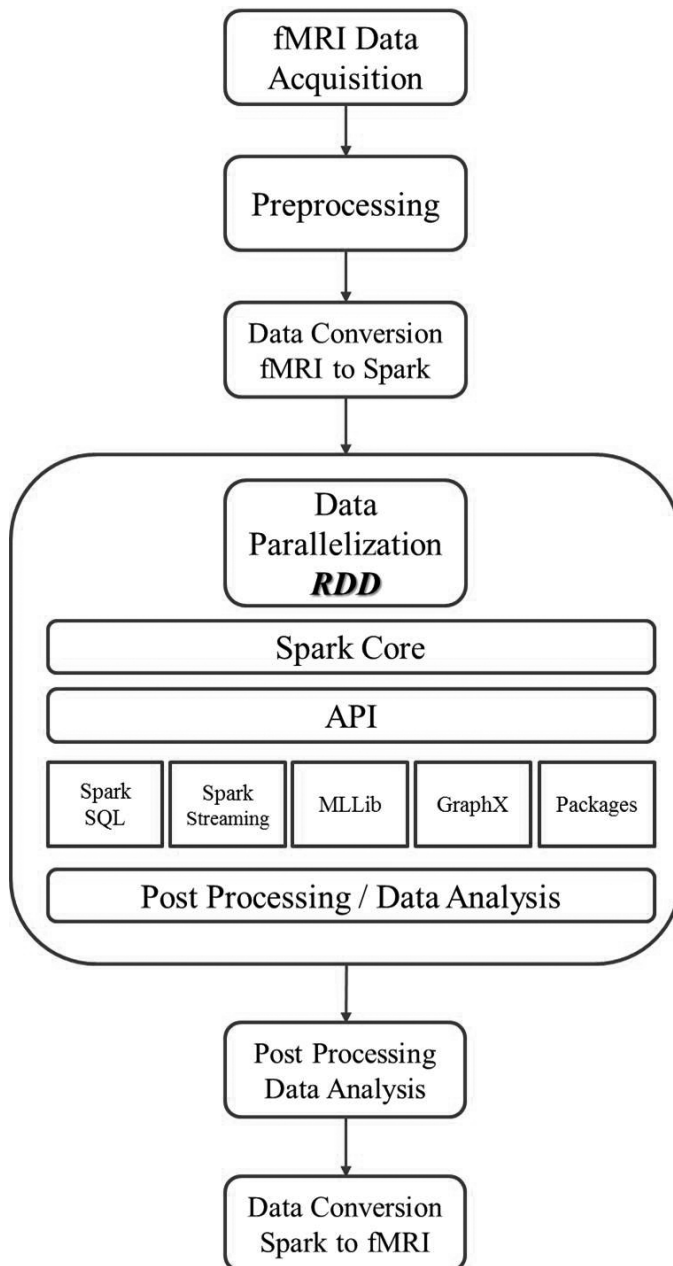 fMRI Data
Acquisition
Preprocessing
Data Conversion
fMRI to Spark
Data
Parallelization
RDD
Spark Core
API
Spark
SQL
Spark
Streaming
MLLib
GraphX
Packages
Post Processing / Data Analysis
Post Processing
Data Analysis
Data Conversion
Spark to fMRI